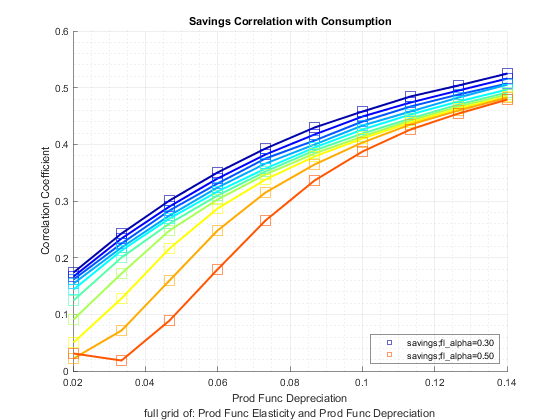 Savings Correlation with Consumption
0.6
0.5
0.4
0.3
0.2
0.1
0
Correlation Coefficient
savings;fl_alpha=0.30
savings;fl_alpha=0.50
0.02 0.04 0.06 0.08 0.1 0.12 0.14
Prod Func Depreciation
full grid of: Prod Func Elasticity and Prod Func Depreciation